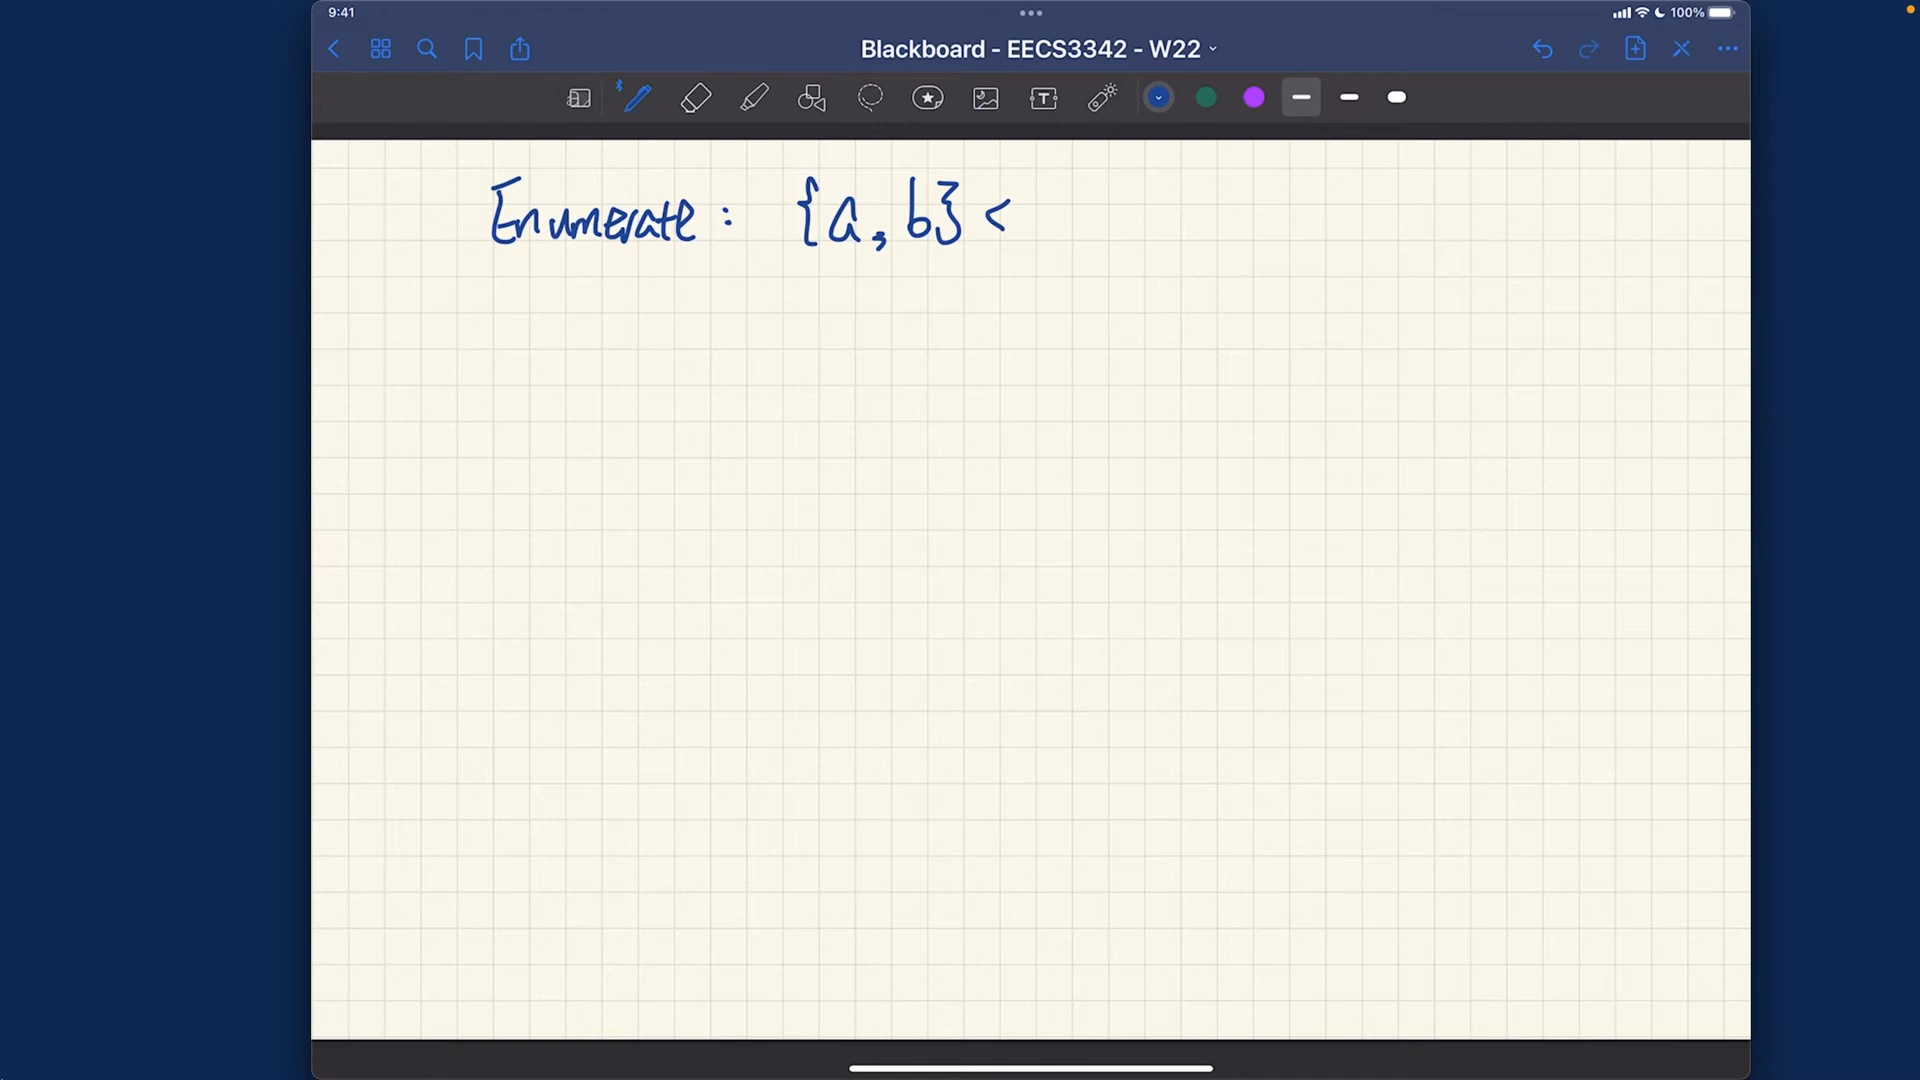 9:41
100%
Blackboard - EECS3342 - W22
Enumerate : {a, b} <